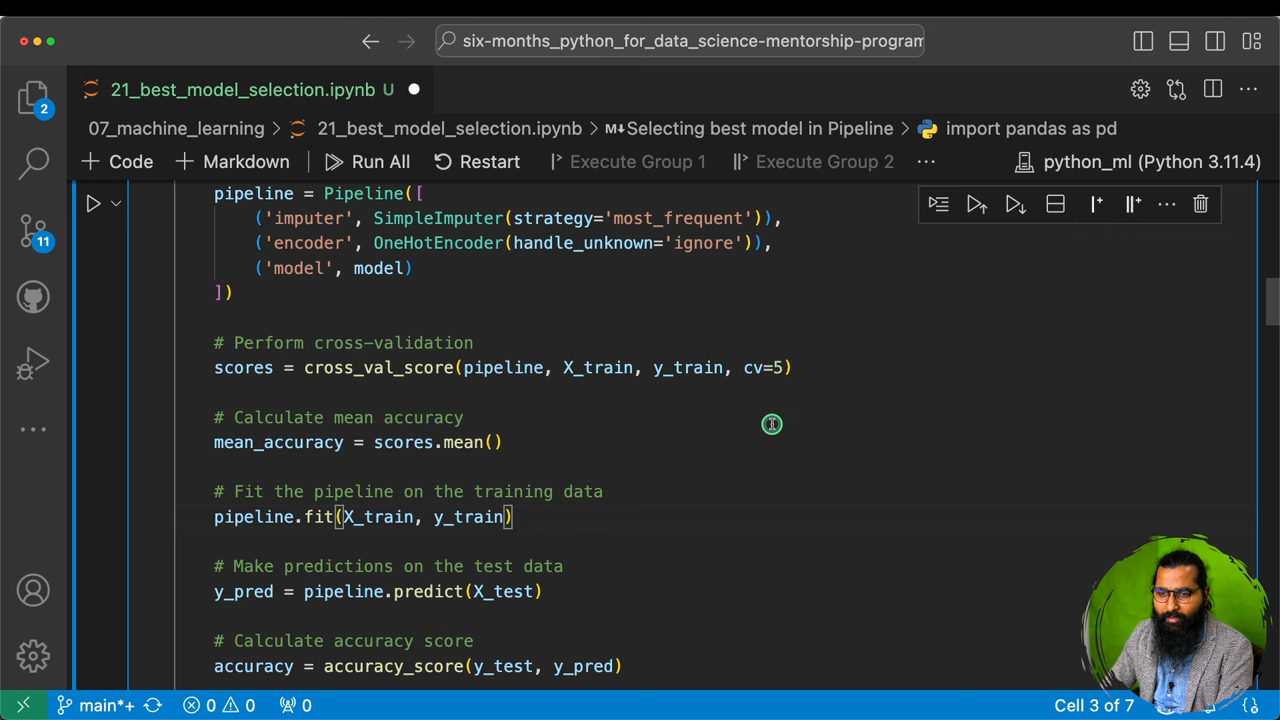 six-months_python_for_data_science-mentorship-program
21_best_model_selection.ipynb U
07_machine_learning > 21_best_model_selection.ipynb > M↓Selecting best model in Pipeline > import pandas as pd
+ Code + Markdown Run All Restart Execute Group 1 Execute Group 2 ... python_ml (Python 3.11.4)
2
11
pipeline = Pipeline([
('imputer', SimpleImputer(strategy='most_frequent')),
('encoder', OneHotEncoder(handle_unknown='ignore')),
('model', model)
])
# Perform cross-validation
scores = cross_val_score(pipeline, X_train, y_train, cv=5)
# Calculate mean accuracy
mean_accuracy = scores.mean()
# Fit the pipeline on the training data
pipeline.fit(X_train, y_train)
# Make predictions on the test data
y_pred = pipeline.predict(X_test)
# Calculate accuracy score
accuracy = accuracy_score(y_test, y_pred)
main*+ 0 0 0 Cell 3 of 7